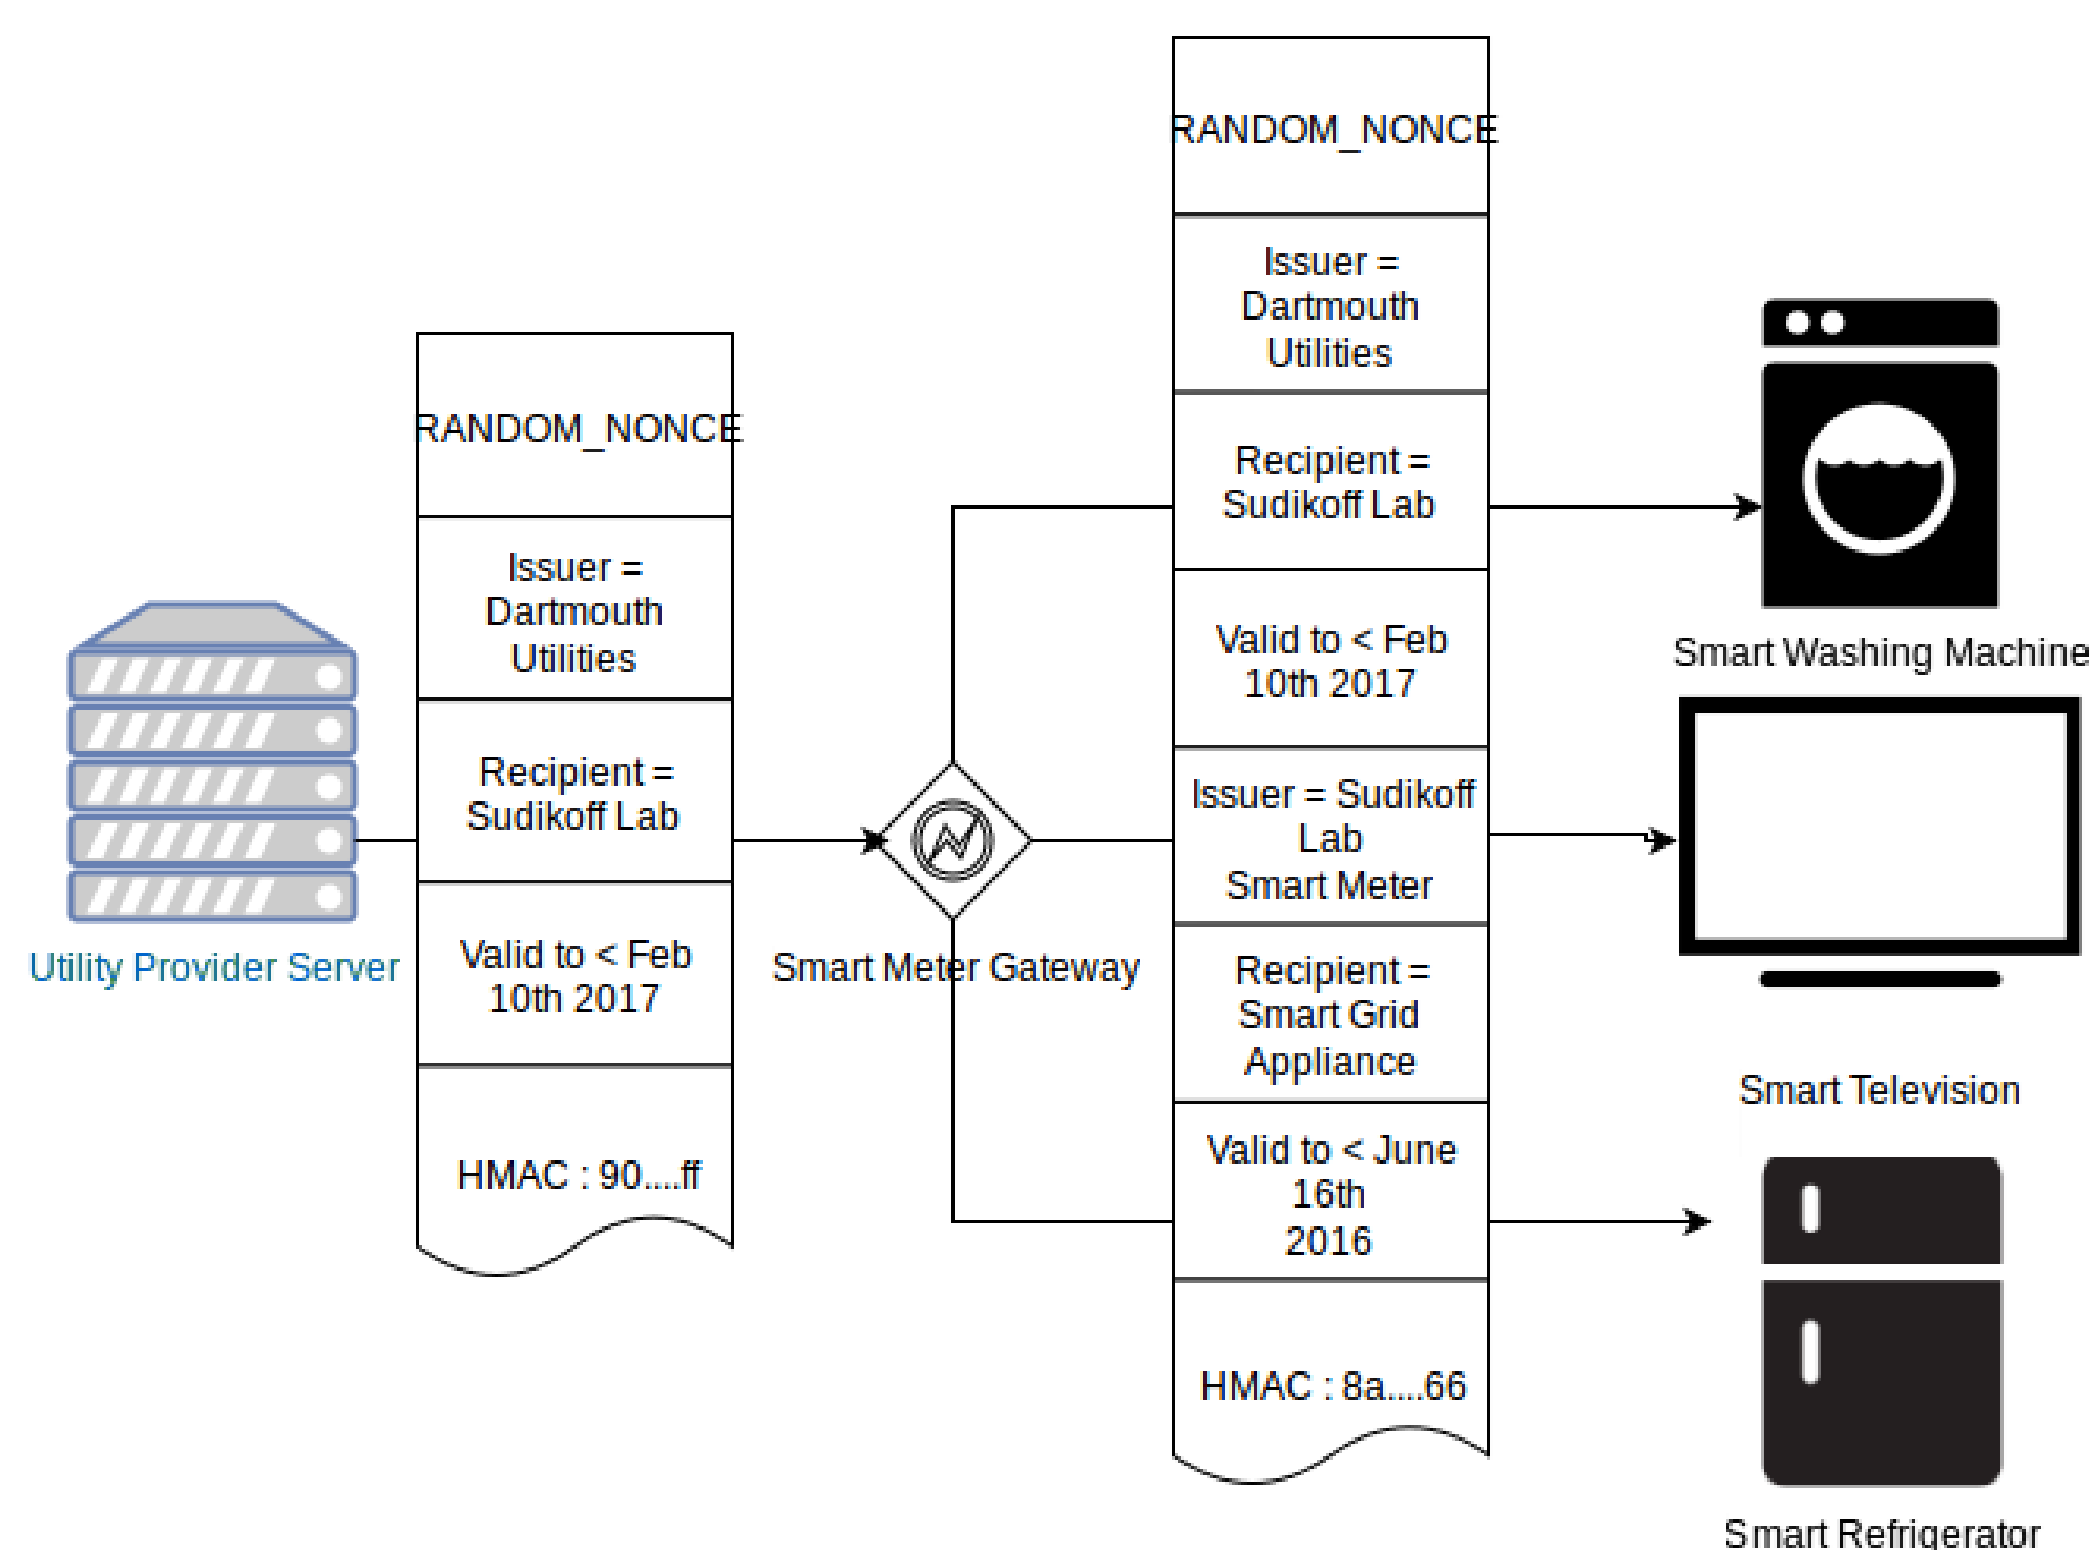 Utility Provider Server
RANDOM_NONCE
Issuer =
Dartmouth
Utilities
Recipient =
Sudikoff Lab
Valid to < Feb
10th 2017
HMAC : 90....ff
Smart Meter Gateway
RANDOM_NONCE
Issuer =
Dartmouth
Utilities
Recipient =
Sudikoff Lab
Valid to < Feb
10th 2017
Issuer = Sudikoff
Lab
Smart Meter
Recipient =
Smart Grid
Appliance
Valid to < June
16th
2016
HMAC : 8a....66
Smart Washing Machine
Smart Television
Smart Refrigerator